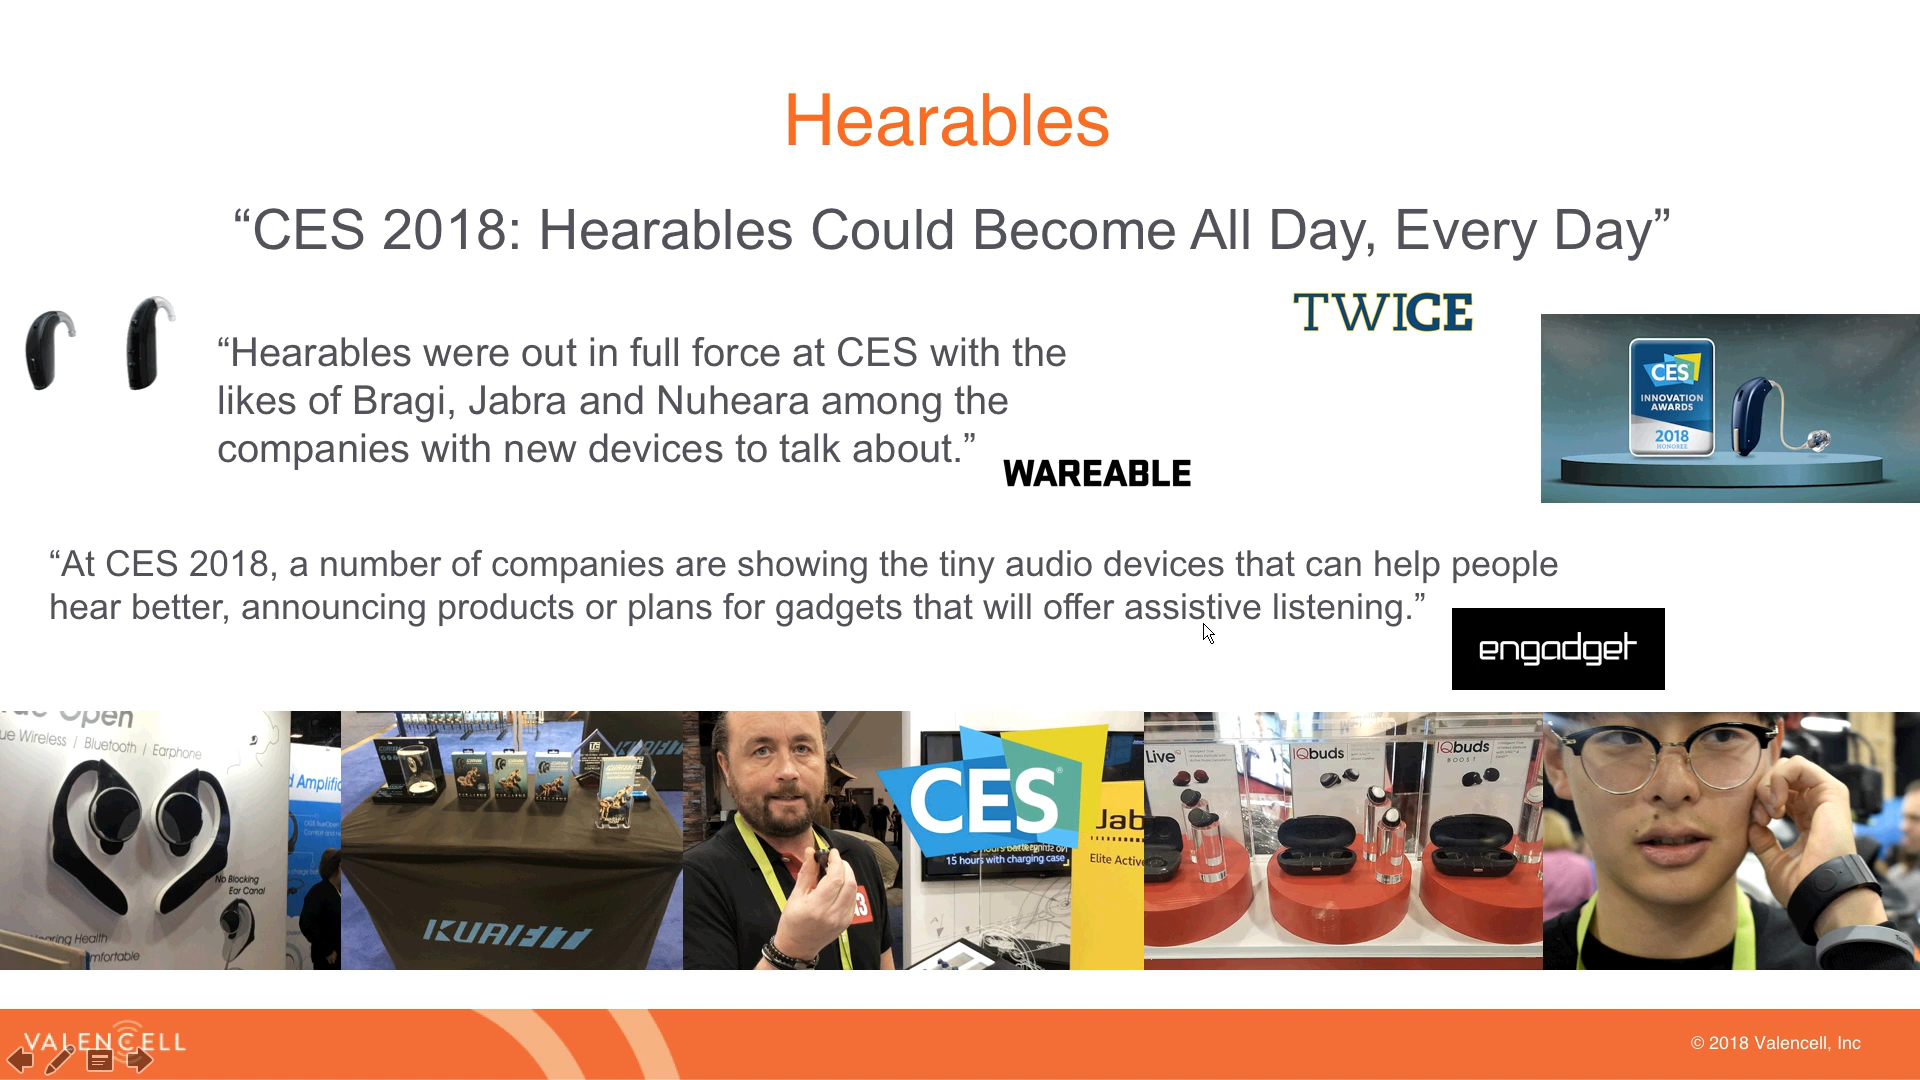 Hearables
“CES 2018: Hearables Could Become All Day, Every Day”
TWICE
“Hearables were out in full force at CES with the
likes of Bragi, Jabra and Nuheara among the
companies with new devices to talk about.”
WAREABLE
CES
INNOVATION
AWARDS
2018
HONOREE
“At CES 2018, a number of companies are showing the tiny audio devices that can help people
hear better, announcing products or plans for gadgets that will offer assistive listening.”
engadget
Open
Wireless / Bluetooth / Earphone
No Blocking
Ear Canal
Hearing Health
KUAIFIT
CES
15 hours with charging case
Jab
Elite Active
Live
IQbuds
IQbuds
BOOST
VALENCELL
© 2018 Valencell, Inc